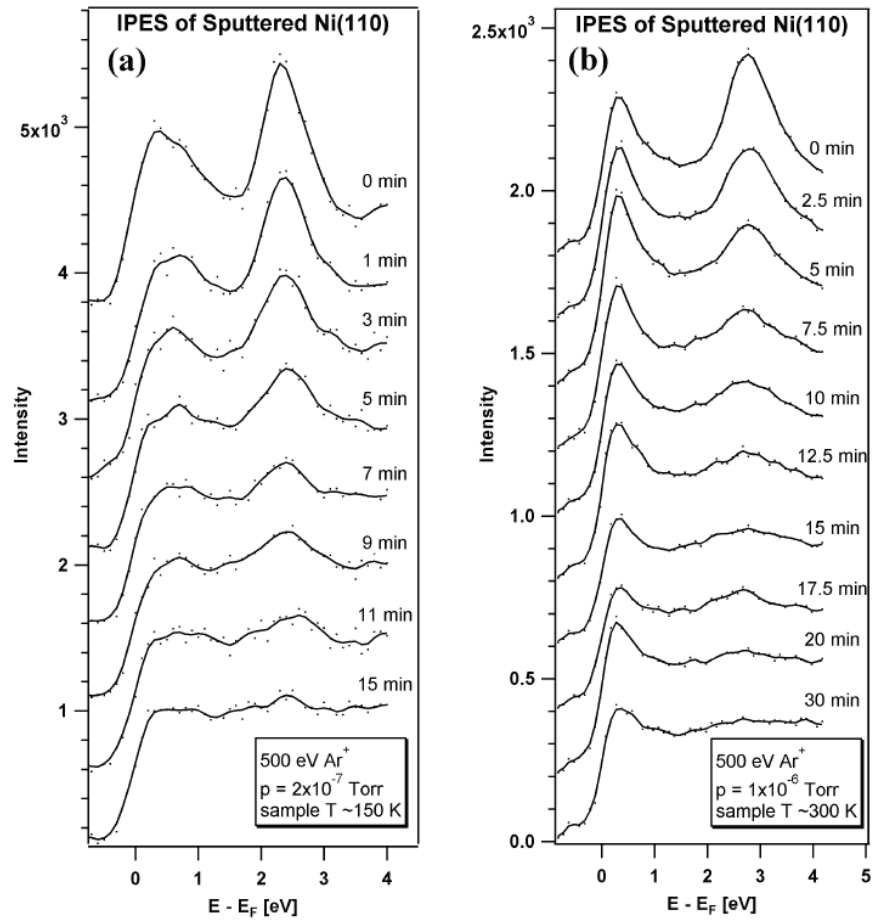 IPES of Sputtered Ni(110)
(a)
5x10³
4
3
2
1
Intensity
0 min
1 min
3 min
5 min
7 min
9 min
11 min
15 min
500 eV Ar⁺
p = 2x10⁻⁷ Torr
sample T ~150 K
0 1 2 3 4
E - E_F [eV]
IPES of Sputtered Ni(110)
(b)
2.5x10³
2.0
1.5
1.0
0.5
0.0
Intensity
0 min
2.5 min
5 min
7.5 min
10 min
12.5 min
15 min
17.5 min
20 min
30 min
500 eV Ar⁺
p = 1x10⁻⁶ Torr
sample T ~300 K
0 1 2 3 4 5
E - E_F [eV]